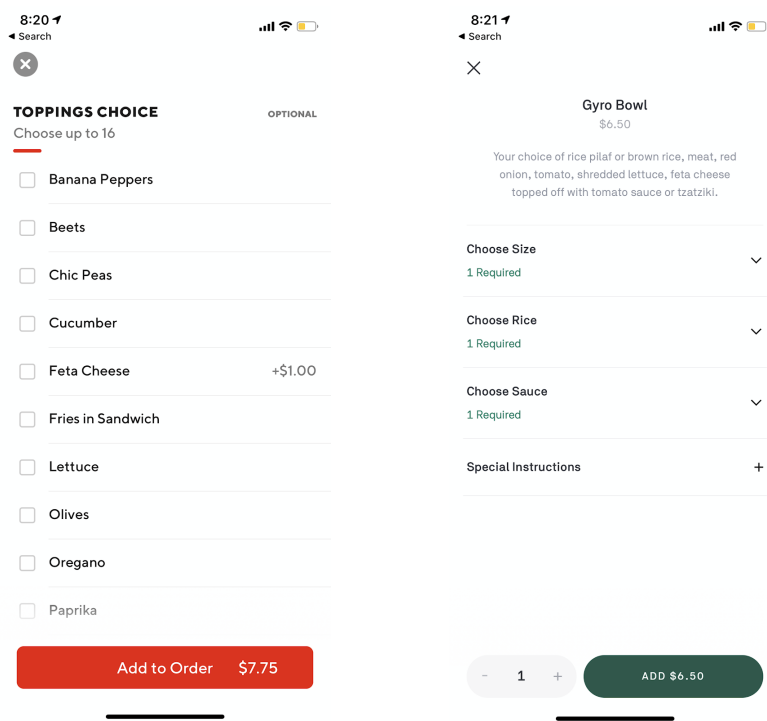 8:20
◀ Search
TOPPINGS CHOICE
OPTIONAL
Choose up to 16
Banana Peppers
Beets
Chic Peas
Cucumber
Feta Cheese +$1.00
Fries in Sandwich
Lettuce
Olives
Oregano
Paprika
Add to Order $7.75
8:21
◀ Search
Gyro Bowl
$6.50
Your choice of rice pilaf or brown rice, meat, red
onion, tomato, shredded lettuce, feta cheese
topped off with tomato sauce or tzatziki.
Choose Size
1 Required
Choose Rice
1 Required
Choose Sauce
1 Required
Special Instructions +
- 1 +
ADD $6.50